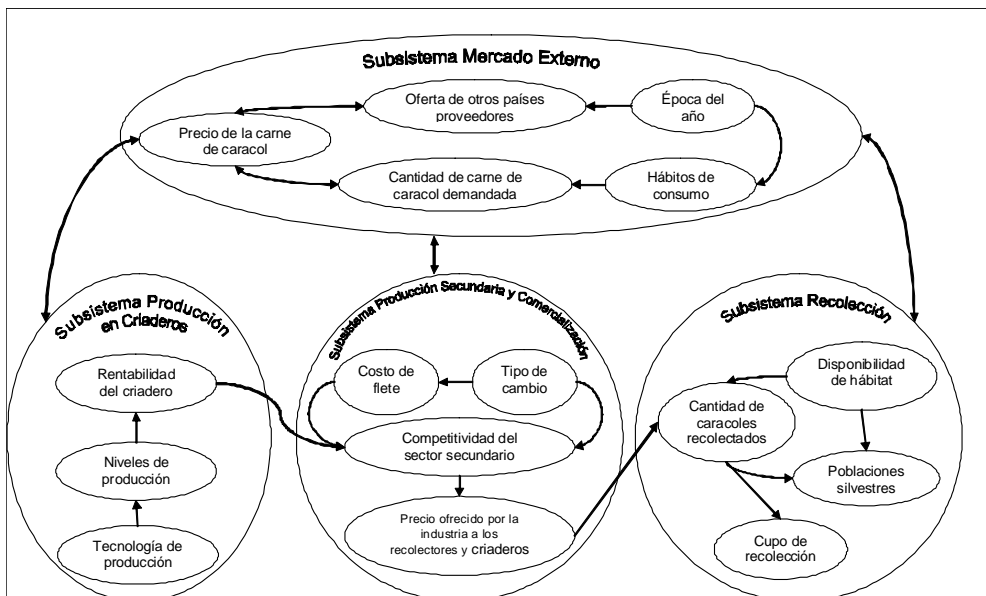 Subsistema Mercado Externo
Oferta de otros países
proveedores
Época del
año
Precio de la carne
de caracol
Cantidad de carne de
caracol demandada
Hábitos de
consumo
Subsistema Producción
en Criaderos
Rentabilidad
del criadero
Niveles de
producción
Tecnología de
producción
Subsistema Producción Secundaria y Comercialización
Costo de
flete
Tipo de
cambio
Competitividad del
sector secundario
Precio ofrecido por la
industria a los
recolectores y criaderos
Subsistema Recolección
Disponibilidad
de hábitat
Cantidad de
caracoles
recolectados
Poblaciones
silvestres
Cupo de
recolección